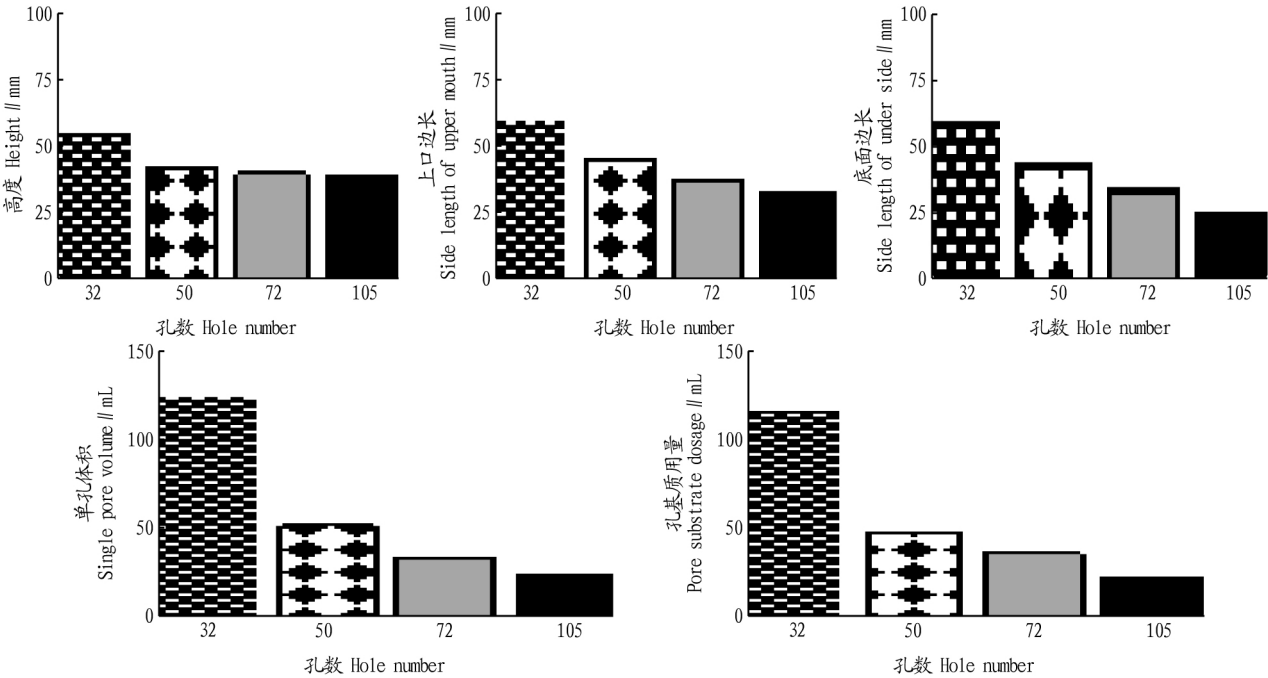 100
75
50
25
0
高度 Height∥mm
32 50 72 105
孔数 Hole number
100
75
50
25
0
上口边长
Side length of upper mouth∥mm
32 50 72 105
孔数 Hole number
100
75
50
25
0
底面边长
Side length of under side∥mm
32 50 72 105
孔数 Hole number
150
100
50
0
单孔体积
Single pore volume∥mL
32 50 72 105
孔数 Hole number
150
100
50
0
孔基质用量
Pore substrate dosage∥mL
32 50 72 105
孔数 Hole number